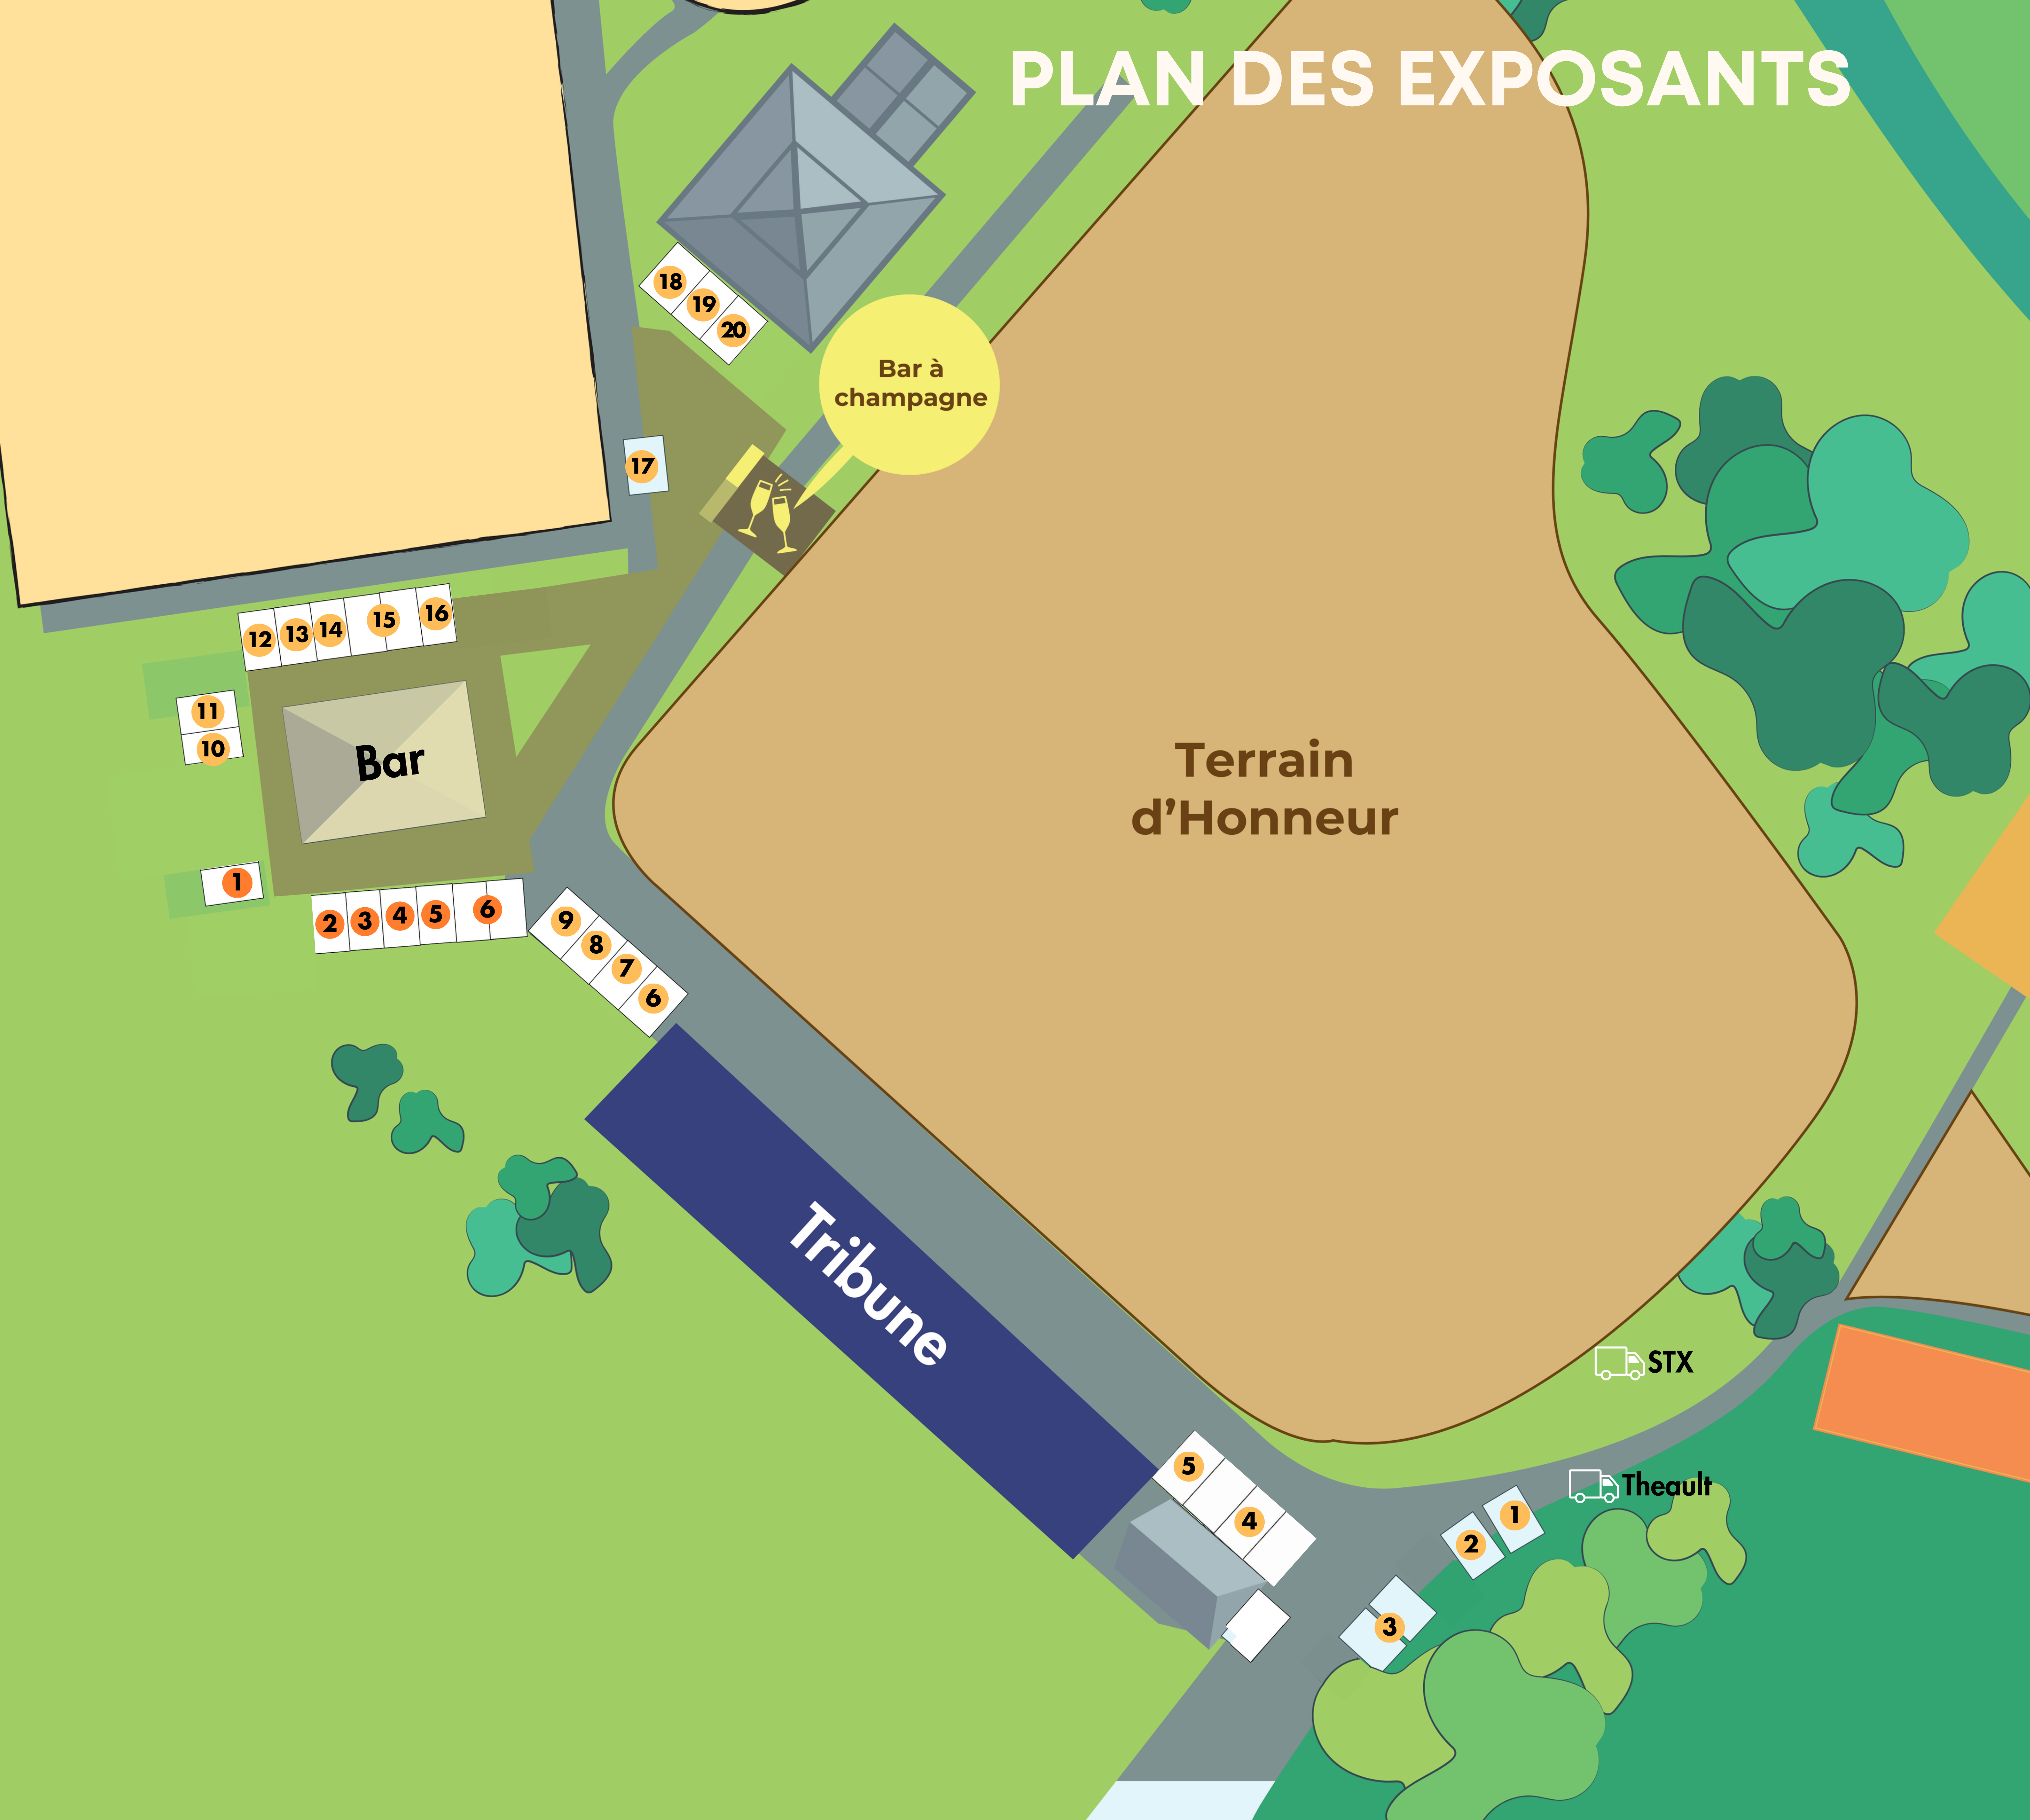 PLAN DES EXPOSANTS
18
19
20
Bar à
champagne
17
12
13
14
15
16
11
10
Bar
Terrain
d’Honneur
1
2
3
4
5
6
9
8
7
6
Tribune
STX
5
4
Theault
1
2
3